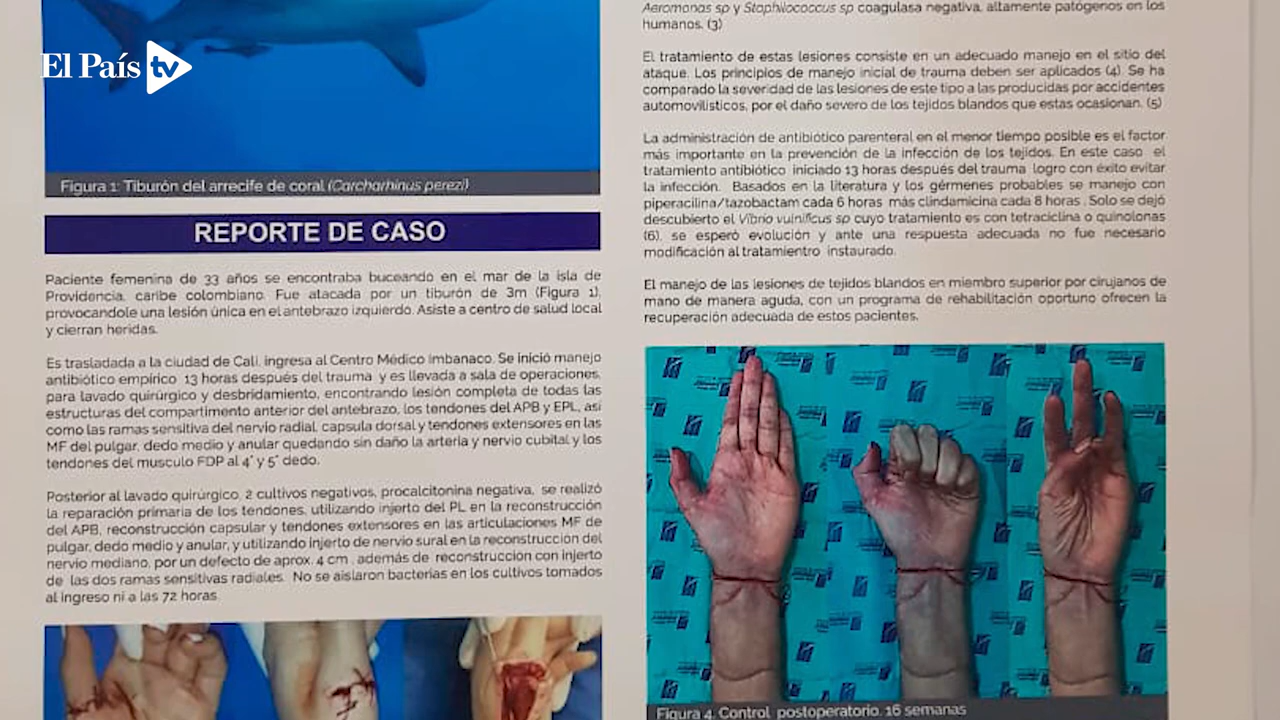 El País tv
Figura 1: Tiburón del arrecife de coral (Carcharhinus perezi)
REPORTE DE CASO
Paciente femenina de 33 años se encontraba buceando en el mar de la isla de
Providencia, caribe colombiano. Fue atacada por un tiburón de 3m (Figura 1),
provocandole una lesión única en el antebrazo izquierdo. Asiste a centro de salud local
y cierran heridas.
Es trasladada a la ciudad de Cali, ingresa al Centro Médico Imbanaco. Se inició manejo
antibiótico empírico 13 horas después del trauma y es llevada a sala de operaciones,
para lavado quirúrgico y desbridamiento, encontrando lesión completa de todas las
estructuras del compartimento anterior del antebrazo, los tendones del APB y EPL, así
como las ramas sensitiva del nervio radial, capsula dorsal y tendones extensores en las
MF del pulgar, dedo medio y anular quedando sin daño la arteria y nervio cubital y los
tendones del musculo FDP al 4° y 5° dedo.
Posterior al lavado quirúrgico, 2 cultivos negativos, procalcitonina negativa, se realizó
la reparación primaria de los tendones, utilizando injerto del PL en la reconstrucción
del APB, reconstrucción capsular y tendones extensores en las articulaciones MF de
pulgar, dedo medio y anular, y utilizando injerto de nervio sural en la reconstrucción del
nervio mediano, por un defecto de aprox. 4 cm , además de reconstrucción con injerto
de las dos ramas sensitivas radiales. No se aislaron bacterias en los cultivos tomados
al ingreso ni a las 72 horas.
Aeromonas sp y Staphilococcus sp coagulasa negativa, altamente patógenos en los
humanos. (3)
El tratamiento de estas lesiones consiste en un adecuado manejo en el sitio del
ataque. Los principios de manejo inicial de trauma deben ser aplicados (4). Se ha
comparado la severidad de las lesiones de este tipo a las producidas por accidentes
automovilísticos, por el daño severo de los tejidos blandos que estas ocasionan. (5)
La administración de antibiótico parenteral en el menor tiempo posible es el factor
más importante en la prevención de la infección de los tejidos. En este caso el
tratamiento antibiótico iniciado 13 horas después del trauma logro con éxito evitar
la infección. Basados en la literatura y los gérmenes probables se manejo con
piperacilina/tazobactam cada 6 horas más clindamicina cada 8 horas . Solo se dejó
descubierto el Vibrio vulnificus sp cuyo tratamiento es con tetraciclina o quinolonas
(6), se esperó evolución y ante una respuesta adecuada no fue necesario
modificación al tratamientro instaurado.
El manejo de las lesiones de tejidos blandos en miembro superior por cirujanos de
mano de manera aguda, con un programa de rehabilitación oportuno ofrecen la
recuperación adecuada de estos pacientes.
Figura 4. Control postoperatorio. 16 semanas